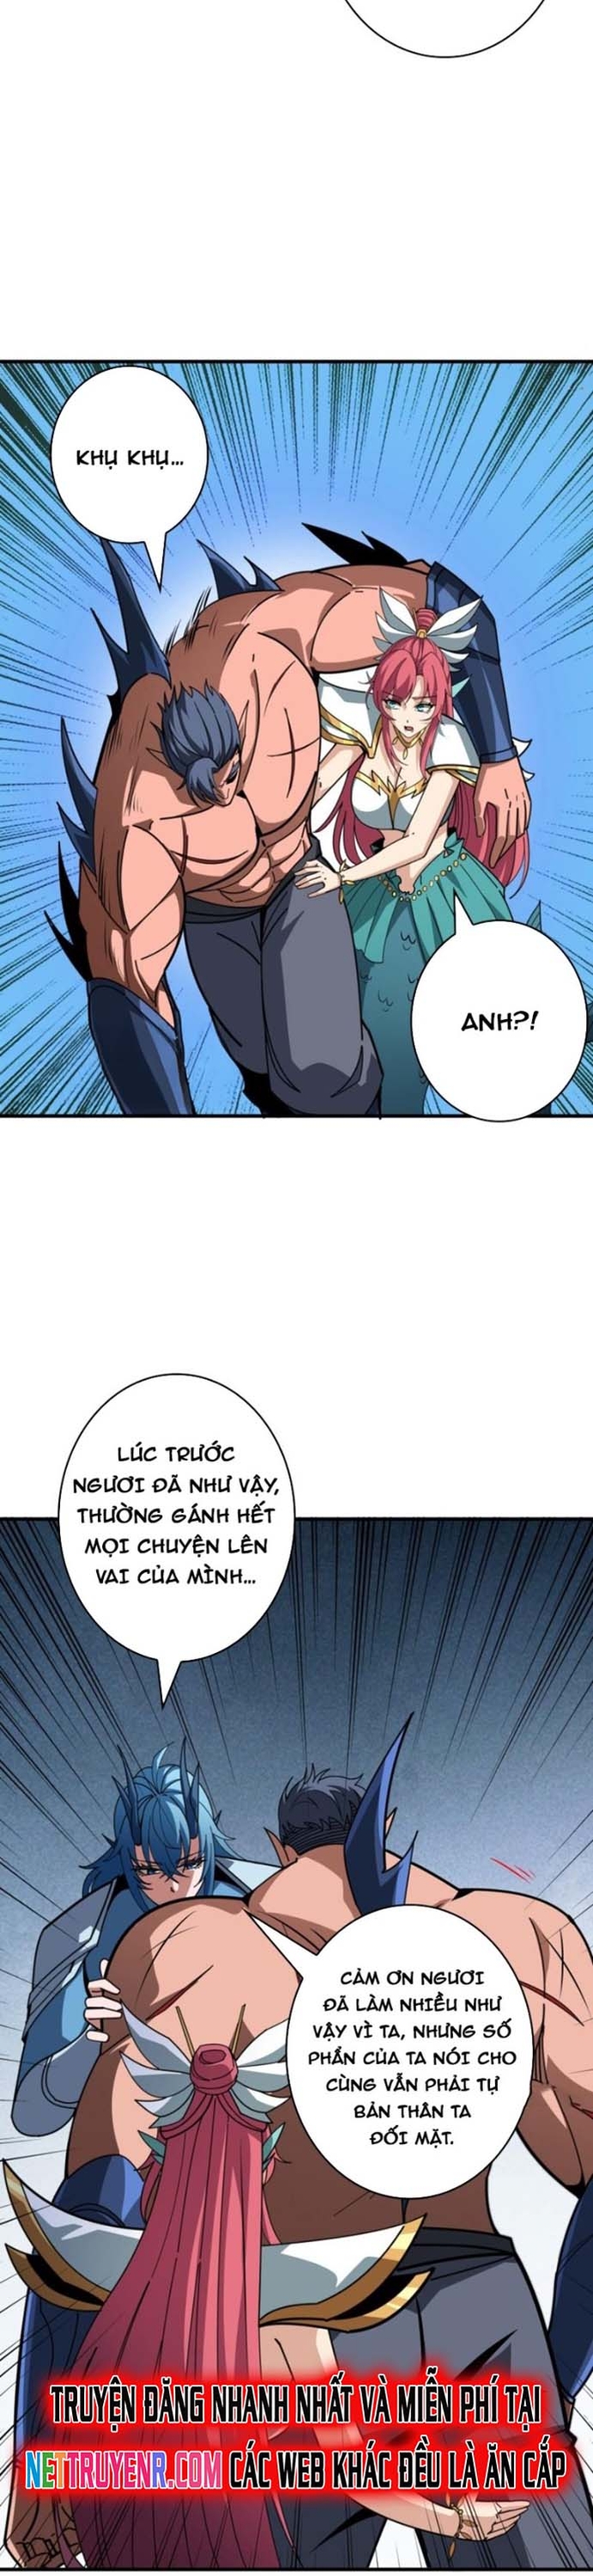 KHỤ KHỤ...
ANH?!
LÚC TRƯỚC
NGƯƠI ĐÃ NHƯ VẬY,
THƯỜNG GÁNH HẾT
MỌI CHUYỆN LÊN
VAI CỦA MÌNH...
CẢM ƠN NGƯƠI
ĐÃ LÀM NHIỀU NHƯ
VẬY VÌ TA, NHƯNG SỐ
PHẦN CỦA TA NÓI CHO
CÙNG VẪN PHẢI TỰ
BẢN THÂN TA
ĐỐI MẶT.
TRUYỆN ĐĂNG NHANH NHẤT VÀ MIỄN PHÍ TẠI
NETTRUYENR.COM CÁC WEB KHÁC ĐỀU LÀ ĂN CẮP